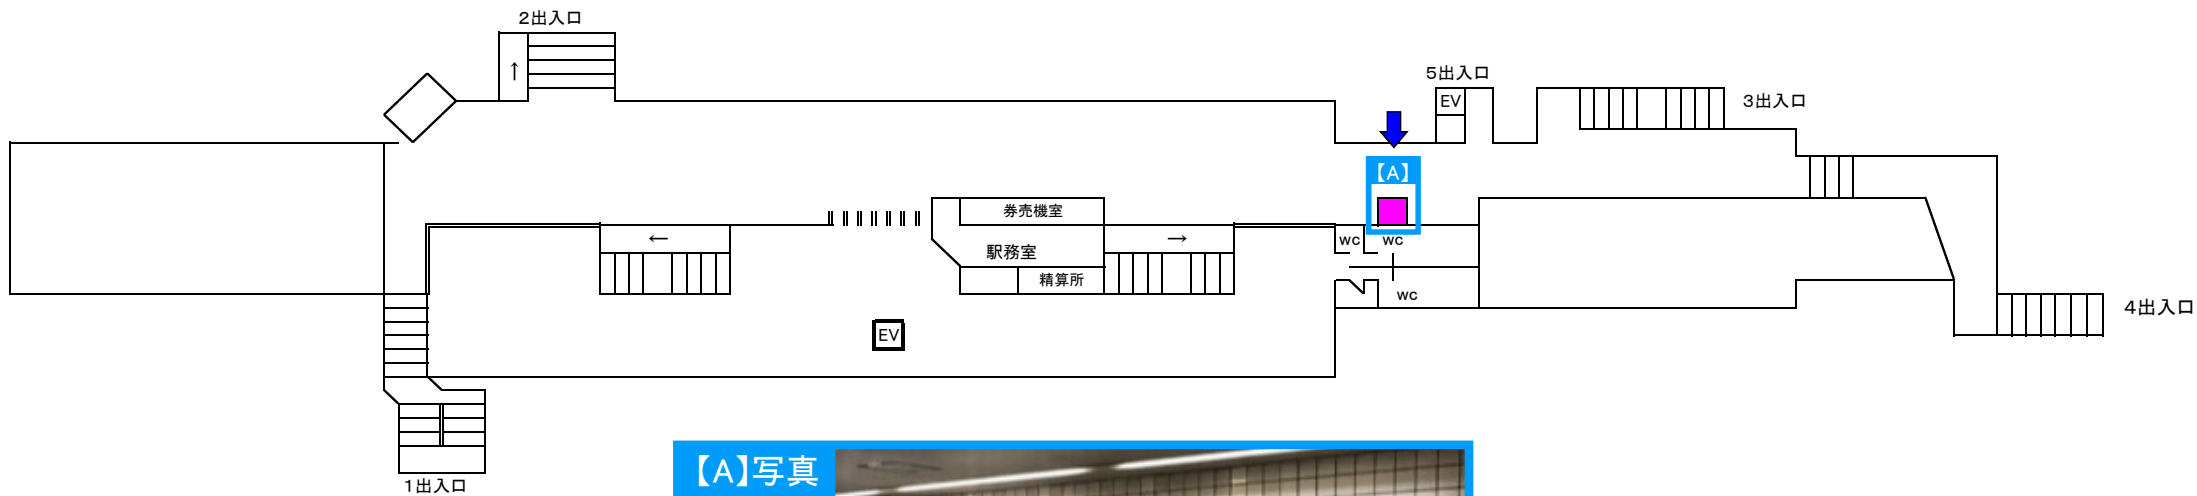 2出入口
↑
5出入口
EV
3出入口
【A】
券売機室
←
駅務室
→
WC
WC
精算所
WC
4出入口
EV
1出入口
【A】写真